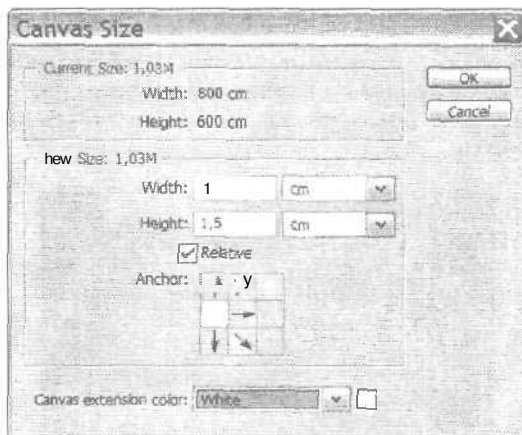 Canvas Size
Current Size: 1,03M
Width: 800 cm
Height: 600 cm
OK
Cancel
hew Size: 1,03M
Width: 1 cm
Height: 1,5 cm
Relative
Anchor: y
Canvas extension color: White